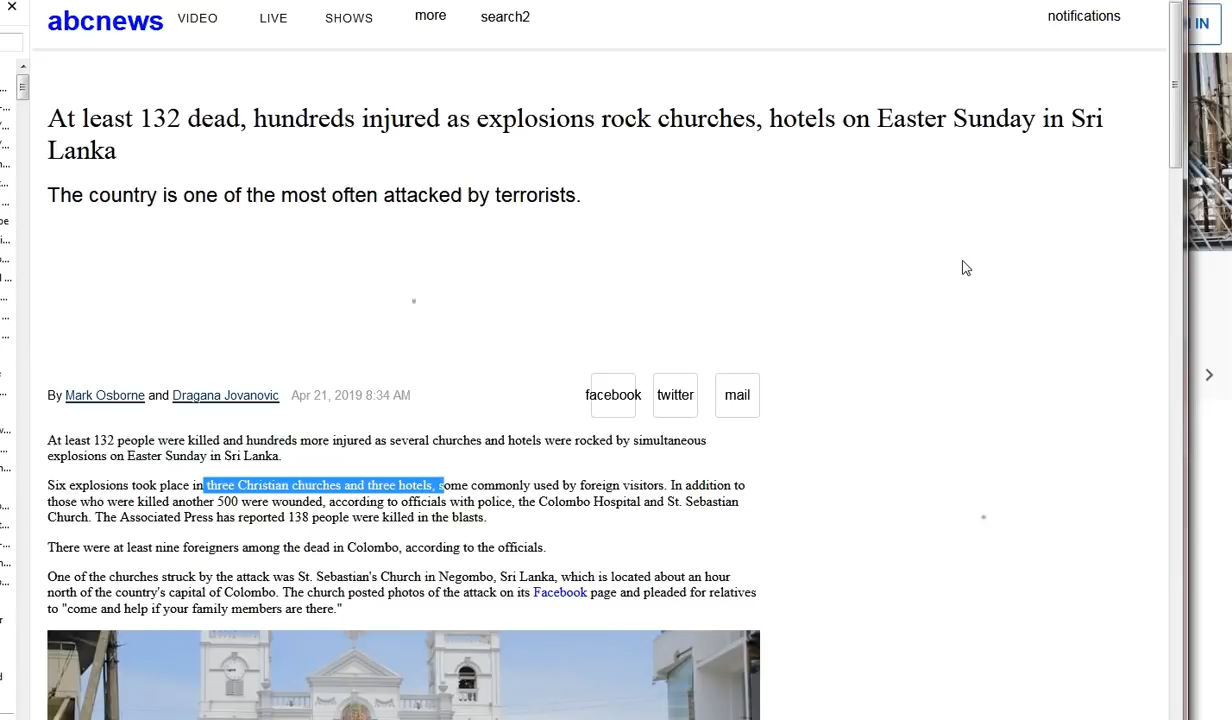 abcnews VIDEO LIVE SHOWS more search2 notifications
IN
At least 132 dead, hundreds injured as explosions rock churches, hotels on Easter Sunday in Sri
Lanka
The country is one of the most often attacked by terrorists.
By Mark Osborne and Dragana Jovanovic Apr 21, 2019 8:34 AM
facebook twitter mail
At least 132 people were killed and hundreds more injured as several churches and hotels were rocked by simultaneous
explosions on Easter Sunday in Sri Lanka.
Six explosions took place in three Christian churches and three hotels, some commonly used by foreign visitors. In addition to
those who were killed another 500 were wounded, according to officials with police, the Colombo Hospital and St. Sebastian
Church. The Associated Press has reported 138 people were killed in the blasts.
There were at least nine foreigners among the dead in Colombo, according to the officials.
One of the churches struck by the attack was St. Sebastian's Church in Negombo, Sri Lanka, which is located about an hour
north of the country's capital of Colombo. The church posted photos of the attack on its Facebook page and pleaded for relatives
to "come and help if your family members are there."